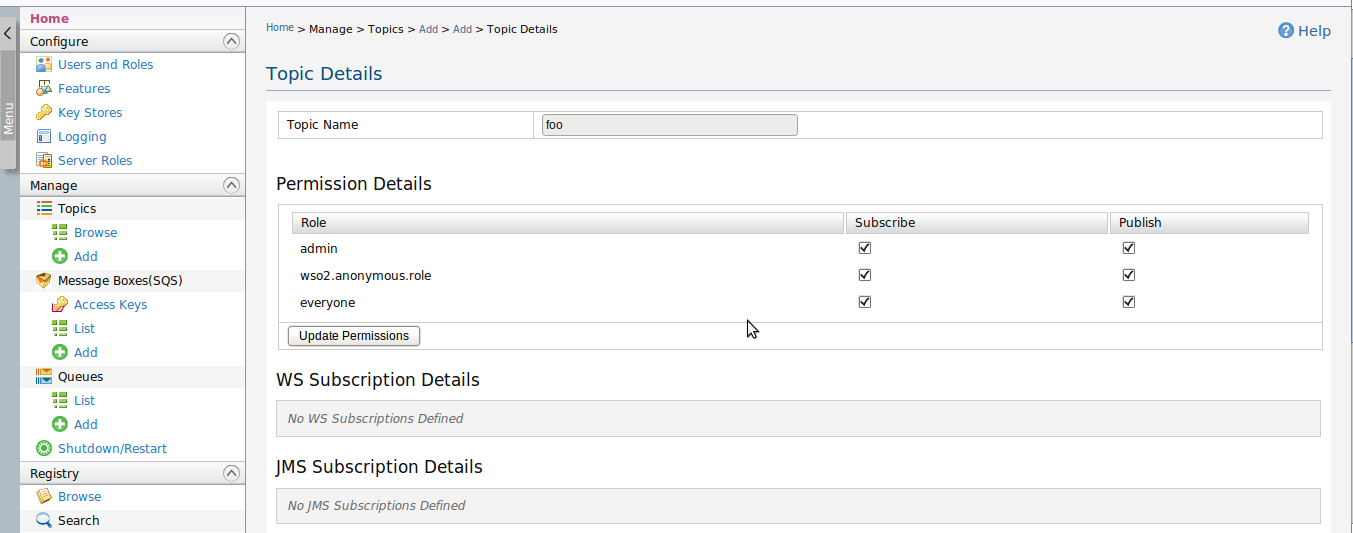 Home
Configure
Users and Roles
Features
Key Stores
Logging
Server Roles
Manage
Topics
Browse
Add
Message Boxes(SQS)
Access Keys
List
Add
Queues
List
Add
Shutdown/Restart
Registry
Browse
Search
Menu
Home > Manage > Topics > Add > Add > Topic Details
Help
Topic Details
Topic Name foo
Permission Details
Role Subscribe Publish
admin
wso2.anonymous.role
everyone
Update Permissions
WS Subscription Details
No WS Subscriptions Defined
JMS Subscription Details
No JMS Subscriptions Defined